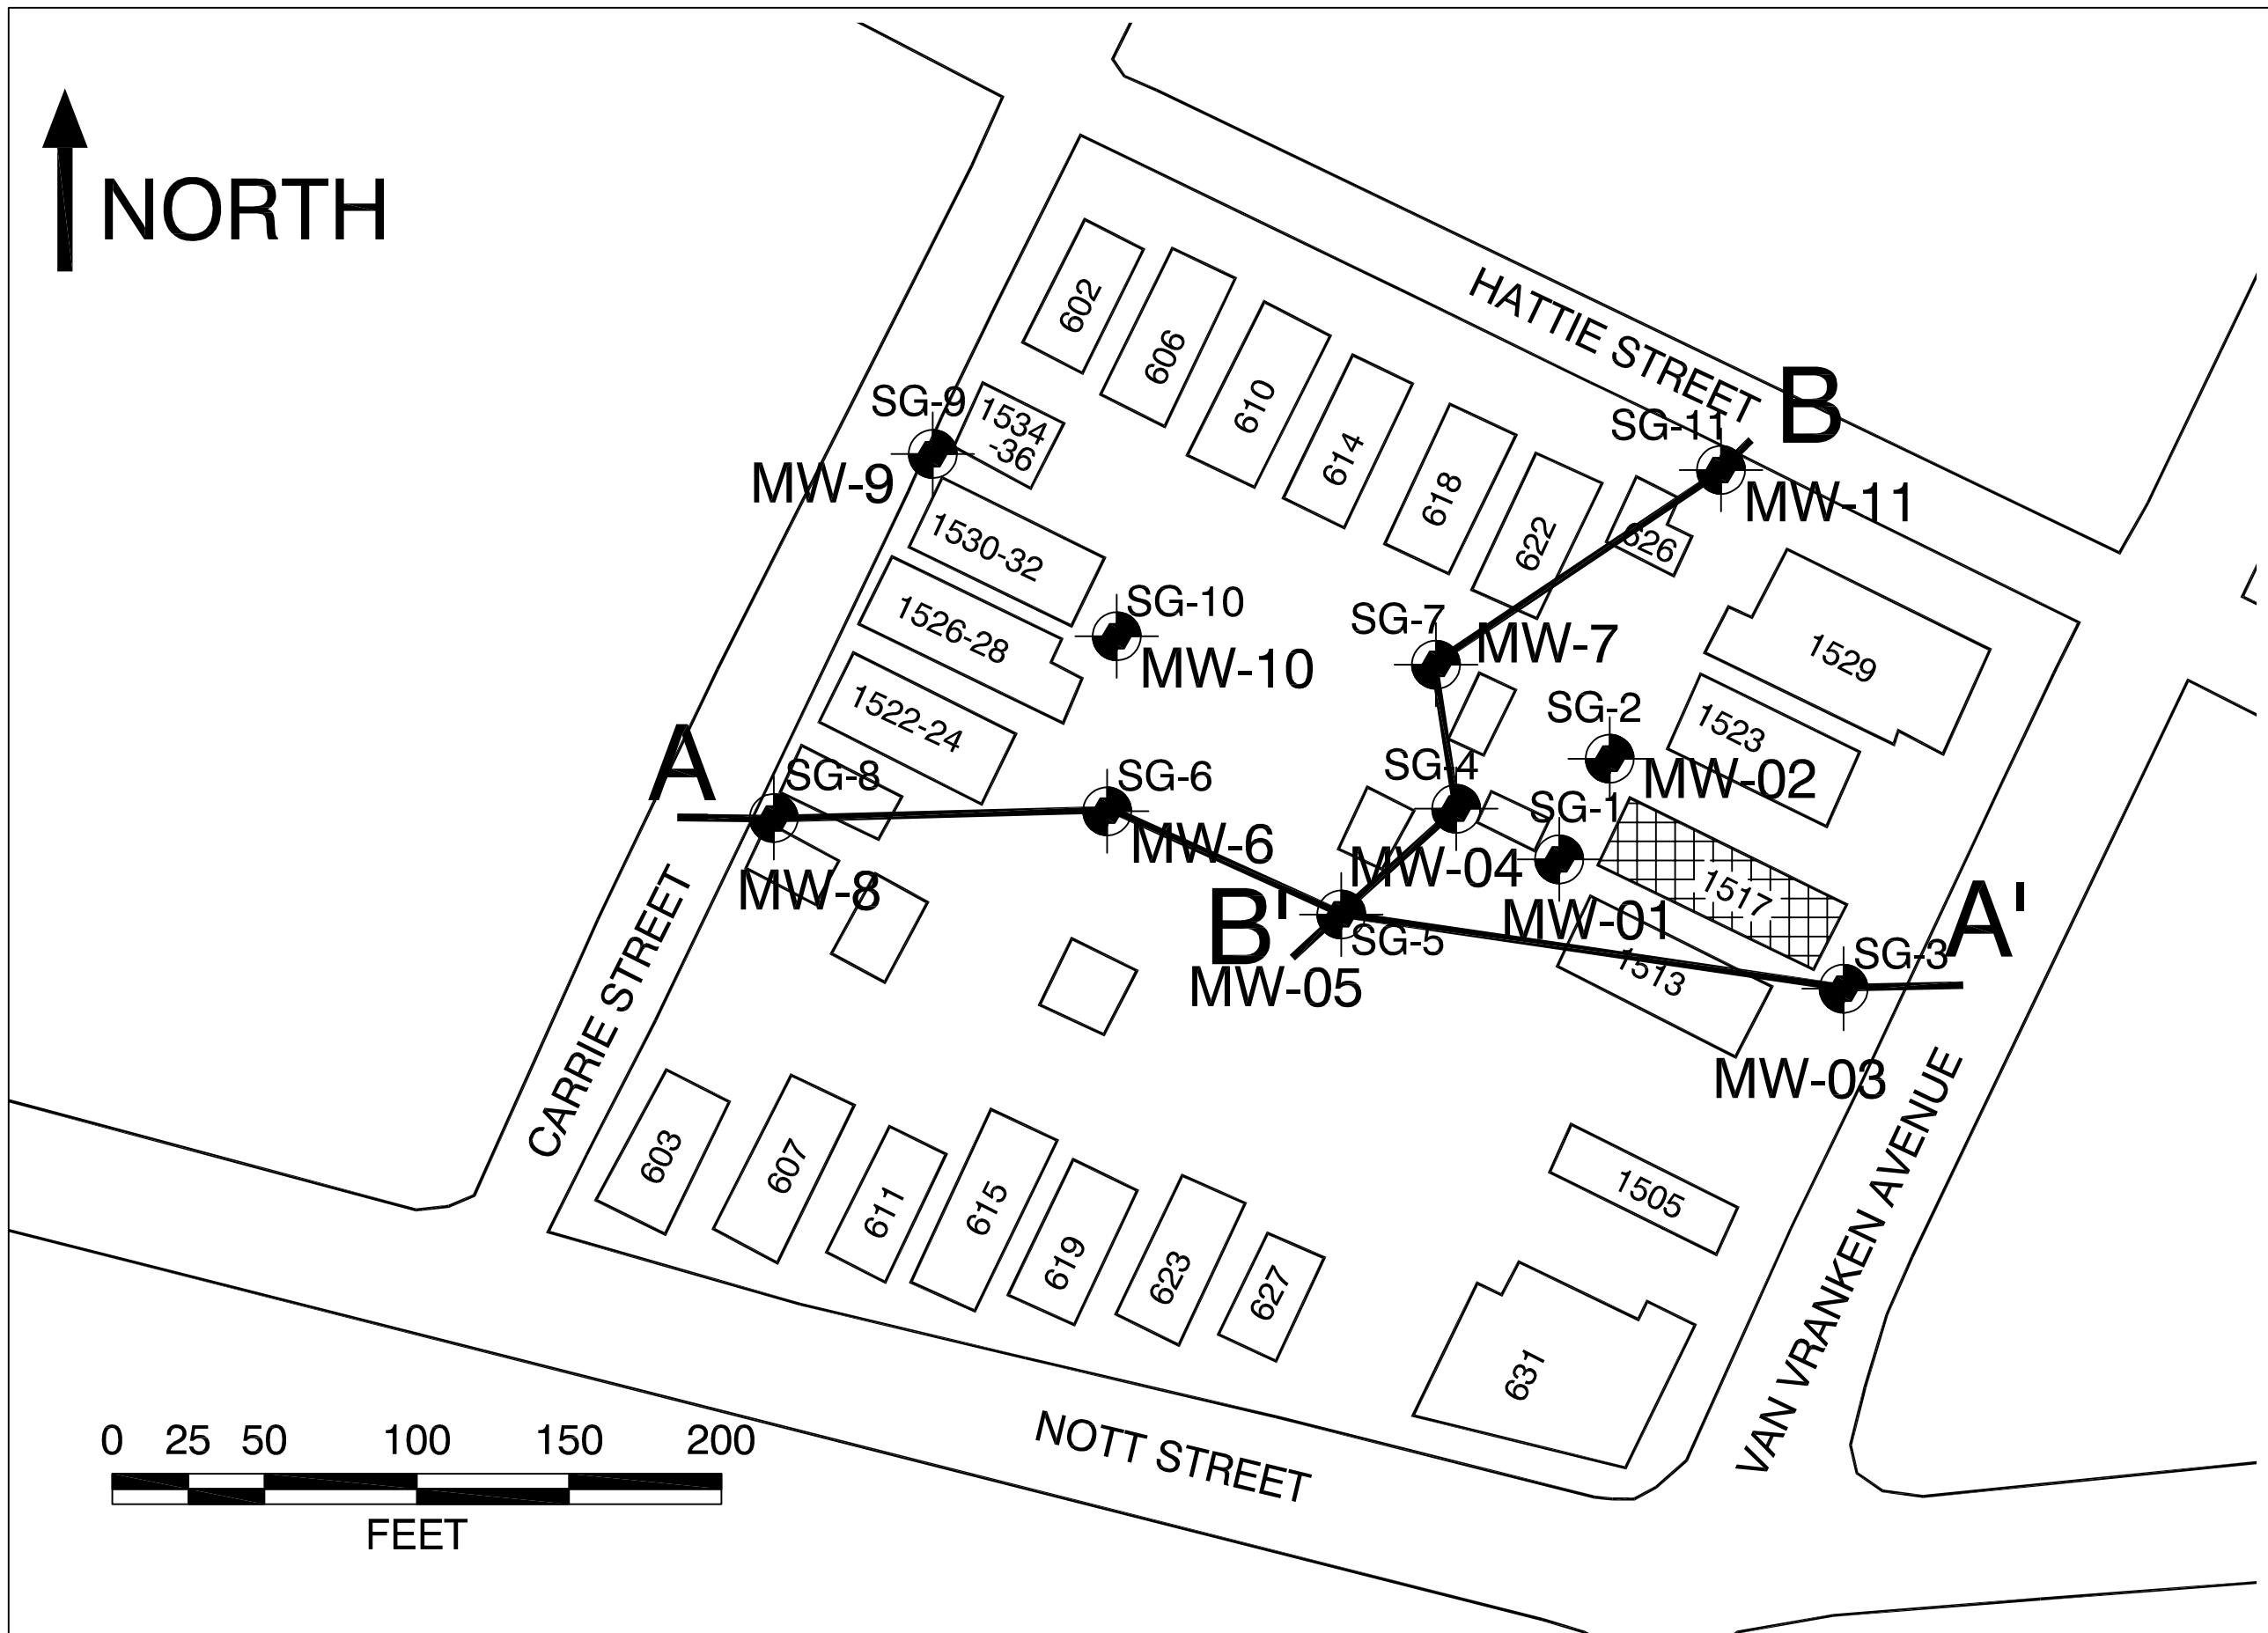 NORTH
HATTIE STREET
B
602
606
610
614
618
622
626
SG-9
1534
-36
MW-9
SG-11
MW-11
1530-32
1526-28
SG-10
MW-10
SG-7
MW-7
1529
1522-24
SG-2
1523
MW-02
A
SG-8
SG-6
SG-4
SG-1
MW-6
MW-04
MW-8
1517
MW-01
A'
B'
SG-5
SG-3
1513
MW-05
MW-03
CARRIE STREET
603
607
611
615
619
623
627
1505
631
VAN VRANKEN AVENUE
NOTT STREET
0 25 50 100 150 200
FEET